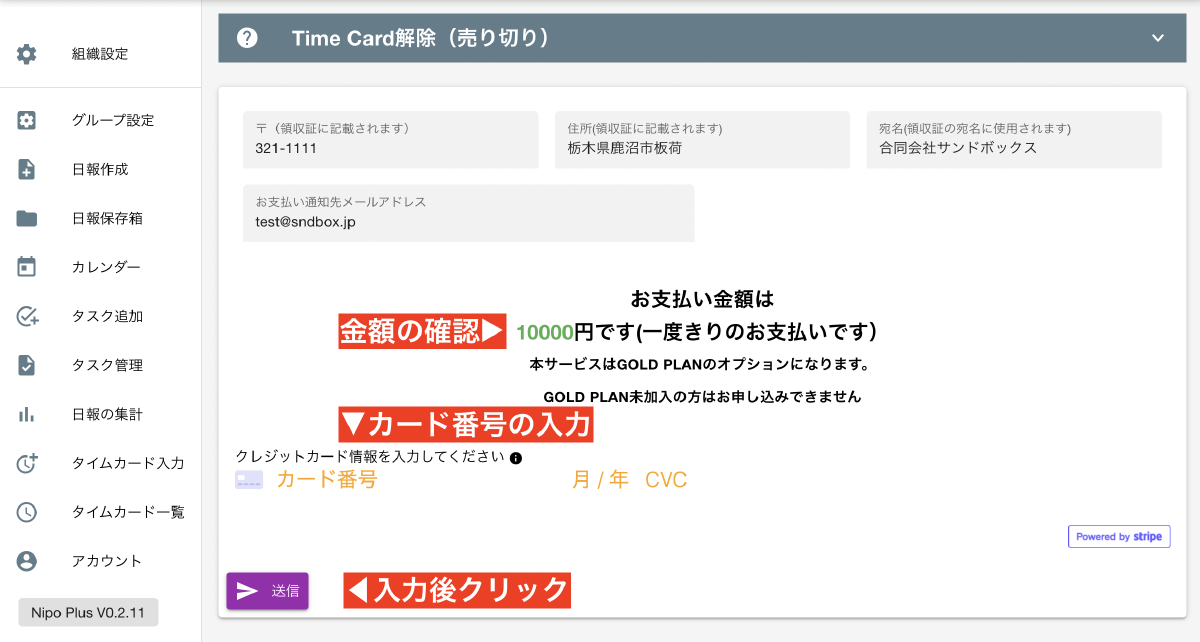 組織設定
グループ設定
日報作成
日報保存箱
カレンダー
タスク追加
タスク管理
日報の集計
タイムカード入力
タイムカード一覧
アカウント
Nipo Plus V0.2.11
Time Card解除（売り切り）
〒（領収証に記載されます）
321-1111
住所(領収証に記載されます)
栃木県鹿沼市板荷
宛名(領収証の宛名に使用されます)
合同会社サンドボックス
お支払い通知先メールアドレス
test@sndbox.jp
お支払い金額は
金額の確認▶ 10000円です(一度きりのお支払いです）
本サービスはGOLD PLANのオプションになります。
GOLD PLAN未加入の方はお申し込みできません
▼カード番号の入力
クレジットカード情報を入力してください
カード番号 月 / 年 CVC
Powered by stripe
送信 ◀入力後クリック